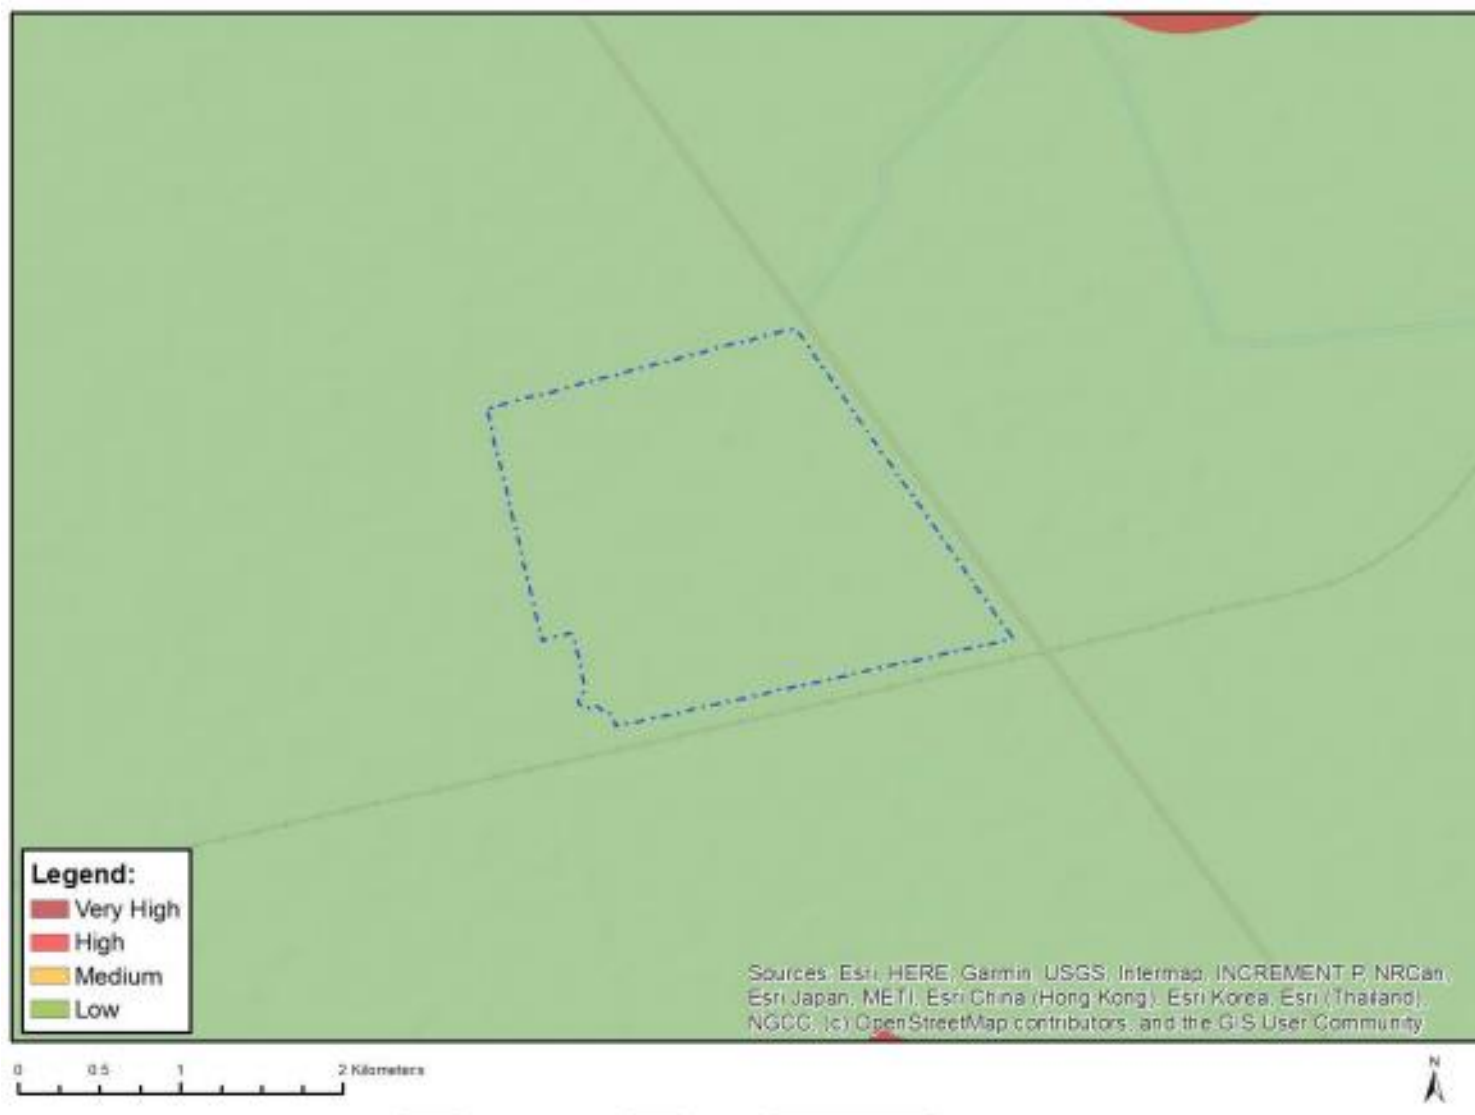 Legend:
Very High
High
Medium
Low
Sources: Esri, HERE, Garmin, USGS, Intermap, INCREMENT P, NRCan,
Esri Japan, METI, Esri China (Hong Kong), Esri Korea, Esri (Thailand),
NGCC, (c) OpenStreetMap contributors, and the GIS User Community
0 0.5 1 2 Kilometers
N